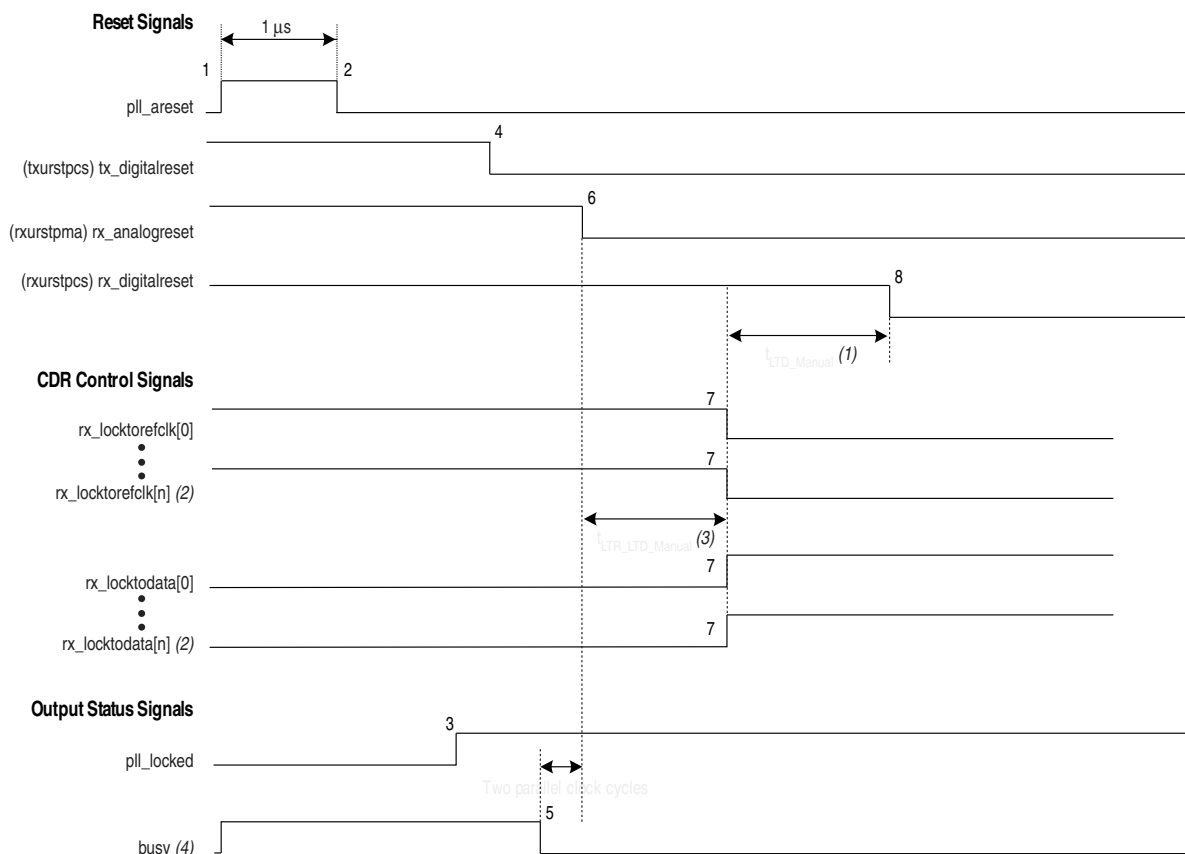 Reset Signals
1 μs
1
2
pll_areset
4
(txurstpcs) tx_digitalreset
6
(rxurstpma) rx_analogreset
(rxurstpcs) rx_digitalreset
8
tLTD_Manual (1)
CDR Control Signals
7
rx_locktorefclk[0]
7
rx_locktorefclk[n] (2)
tLTR_LTD_Manual (3)
7
rx_locktodata[0]
7
rx_locktodata[n] (2)
Output Status Signals
3
pll_locked
Two parallel clock cycles
5
busy (4)